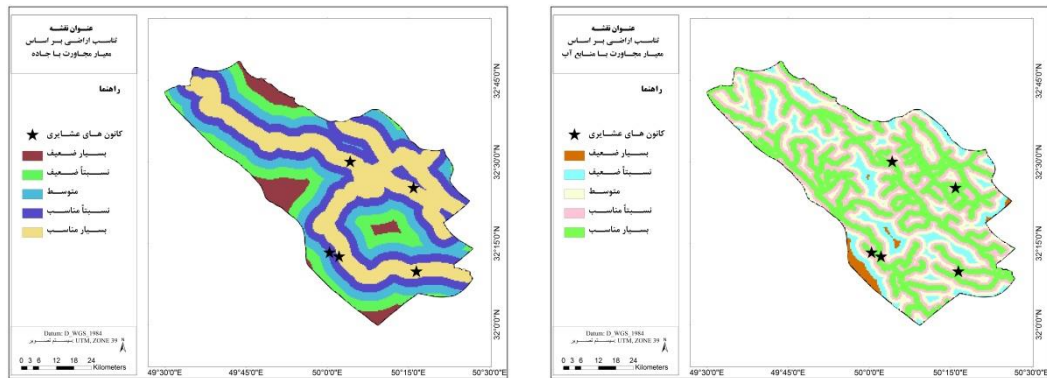 عنوان نقشه
تناسب اراضی بر اساس
معیار مجاورت با جاده
راهنما
کانون های عشایری
بسیار ضعیف
نسبتاً ضعیف
متوسط
نسبتاً مناسب
بسیار مناسب
Datum: D_WGS_1984
سیستم تصویر: UTM, ZONE 39
N
0 3 6 12 18 24
Kilometers
32°45'0"N
32°30'0"N
32°15'0"N
32°0'0"N
49°30'0"E 49°45'0"E 50°0'0"E 50°15'0"E 50°30'0"E
عنوان نقشه
تناسب اراضی بر اساس
معیار مجاورت با منابع آب
راهنما
کانون های عشایری
بسیار ضعیف
نسبتاً ضعیف
متوسط
نسبتاً مناسب
بسیار مناسب
Datum: D_WGS_1984
سیستم تصویر: UTM, ZONE 39
N
0 3 6 12 18 24
Kilometers
32°45'0"N
32°30'0"N
32°15'0"N
32°0'0"N
49°30'0"E 49°45'0"E 50°0'0"E 50°15'0"E 50°30'0"E